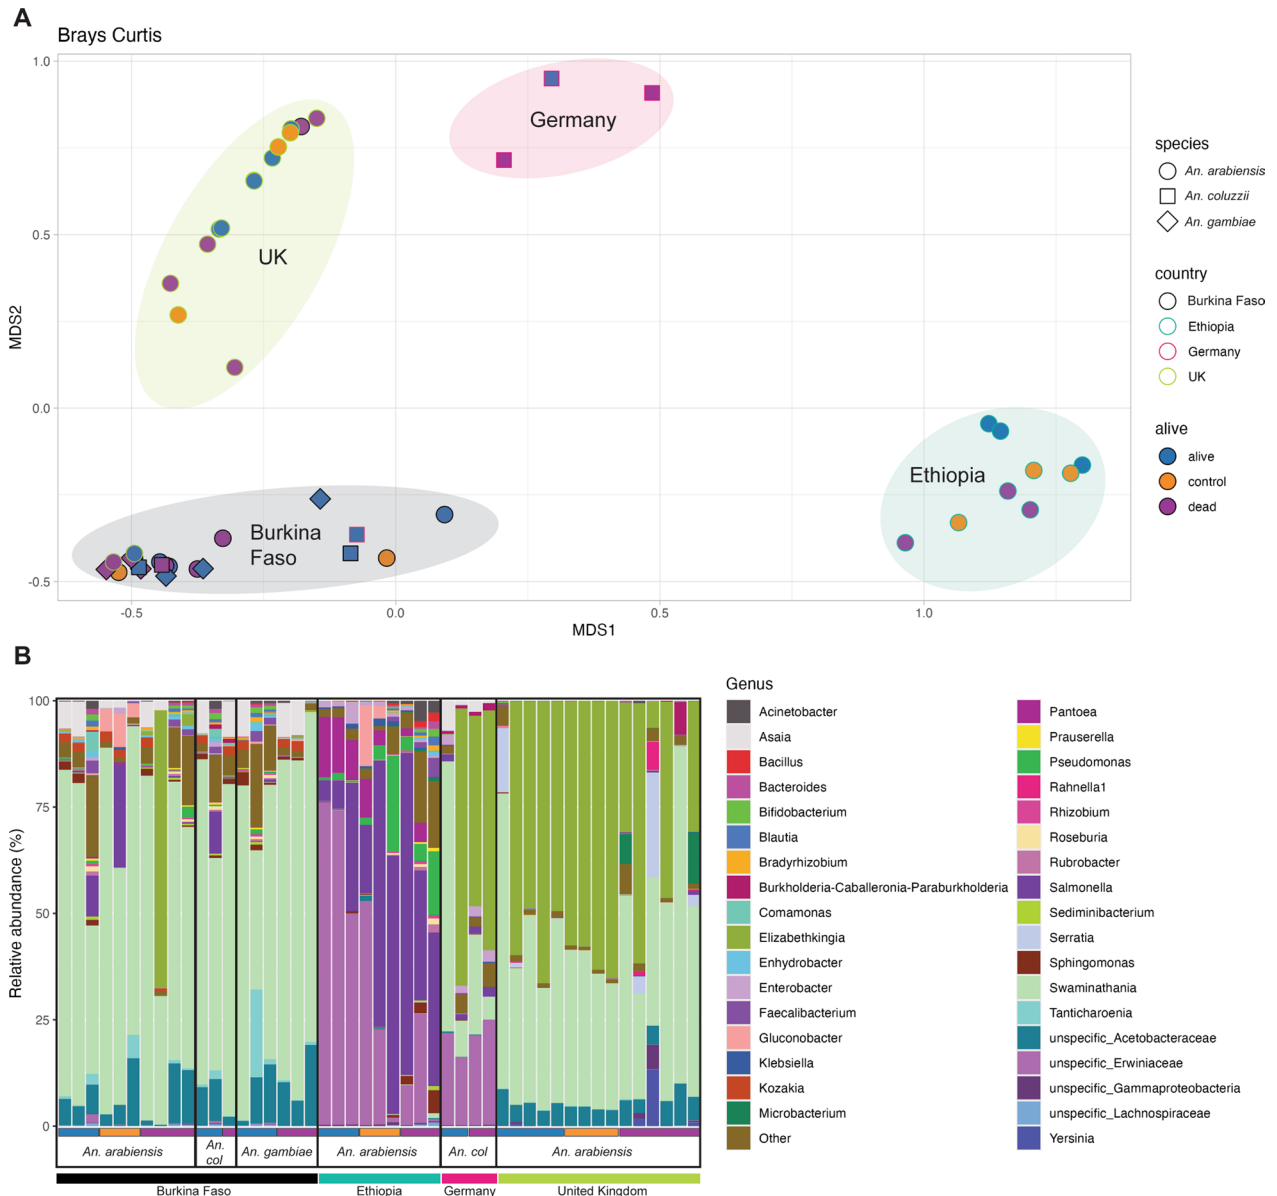 A
Brays Curtis
1.0
0.5
0.0
-0.5
MDS2
-0.5
0.0
0.5
1.0
MDS1
UK
Germany
Ethiopia
Burkina
Faso
species
An. arabiensis
An. coluzzii
An. gambiae
country
Burkina Faso
Ethiopia
Germany
UK
alive
alive
control
dead
B
Relative abundance (%)
100
75
50
25
0
An. arabiensis
An.
col
An. gambiae
An. arabiensis
An. col
An. arabiensis
Burkina Faso
Ethiopia
Germany
United Kingdom
Genus
Acinetobacter
Asaia
Bacillus
Bacteroides
Bifidobacterium
Blautia
Bradyrhizobium
Burkholderia-Caballeronia-Paraburkholderia
Comamonas
Elizabethkingia
Enhydrobacter
Enterobacter
Faecalibacterium
Gluconobacter
Klebsiella
Kozakia
Microbacterium
Other
Pantoea
Prauserella
Pseudomonas
Rahnella1
Rhizobium
Roseburia
Rubrobacter
Salmonella
Sediminibacterium
Serratia
Sphingomonas
Swaminathania
Tanticharoenia
unspecific_Acetobacteraceae
unspecific_Erwiniaceae
unspecific_Gammaproteobacteria
unspecific_Lachnospiraceae
Yersinia